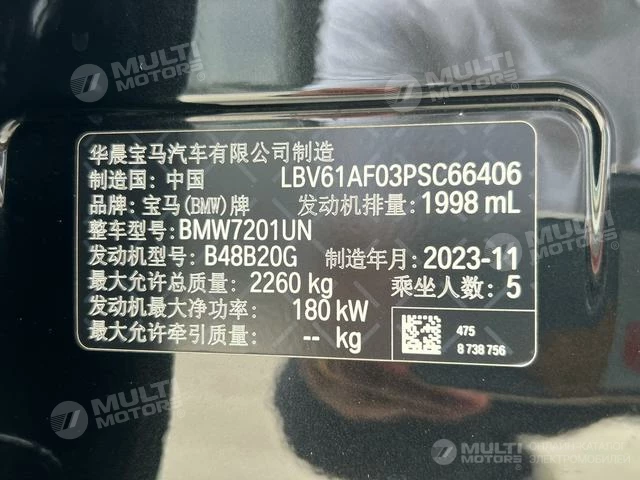 MULTI MOTORS
MULTI MOTORS
华晨宝马汽车有限公司制造
制造国: 中国 LBV61AF03PSC66406
品牌: 宝马(BMW)牌 发动机排量: 1998 mL
整车型号: BMW7201UN
发动机型号: B48B20G 制造年月: 2023-11
最大允许总质量: 2260 kg 乘坐人数: 5
发动机最大净功率: 180 kW
最大允许牵引质量: -- kg
475
8 738 756
MULTI MOTORS
MULTI MOTORS
ОНЛАЙН-КАТАЛОГ
ЭЛЕКТРОМОБИЛЕЙ